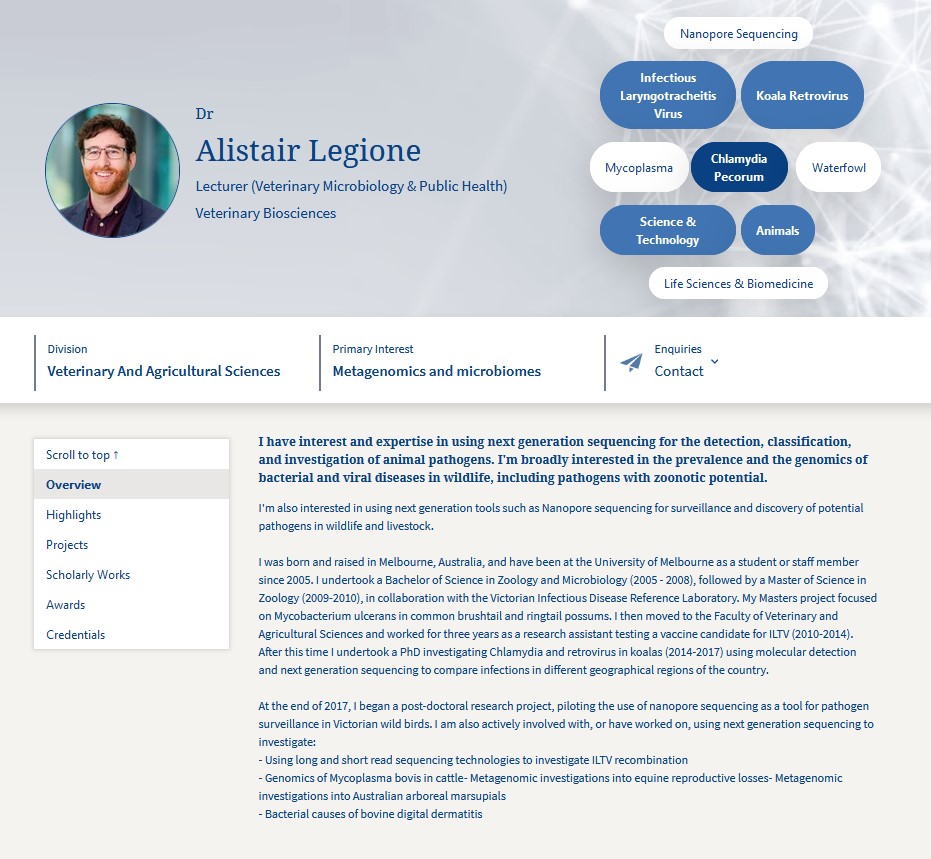 Nanopore Sequencing
Infectious
Laryngotracheitis
Virus
Koala Retrovirus
Dr
Alistair Legione
Lecturer (Veterinary Microbiology & Public Health)
Veterinary Biosciences
Mycoplasma
Chlamydia
Pecorum
Waterfowl
Science &
Technology
Animals
Life Sciences & Biomedicine
Division
Veterinary And Agricultural Sciences
Primary Interest
Metagenomics and microbiomes
Enquiries
Contact
Scroll to top ↑
Overview
Highlights
Projects
Scholarly Works
Awards
Credentials
I have interest and expertise in using next generation sequencing for the detection, classification,
and investigation of animal pathogens. I'm broadly interested in the prevalence and the genomics of
bacterial and viral diseases in wildlife, including pathogens with zoonotic potential.
I'm also interested in using next generation tools such as Nanopore sequencing for surveillance and discovery of potential
pathogens in wildlife and livestock.
I was born and raised in Melbourne, Australia, and have been at the University of Melbourne as a student or staff member
since 2005. I undertook a Bachelor of Science in Zoology and Microbiology (2005 - 2008), followed by a Master of Science in
Zoology (2009-2010), in collaboration with the Victorian Infectious Disease Reference Laboratory. My Masters project focused
on Mycobacterium ulcerans in common brushtail and ringtail possums. I then moved to the Faculty of Veterinary and
Agricultural Sciences and worked for three years as a research assistant testing a vaccine candidate for ILTV (2010-2014).
After this time I undertook a PhD investigating Chlamydia and retrovirus in koalas (2014-2017) using molecular detection
and next generation sequencing to compare infections in different geographical regions of the country.
At the end of 2017, I began a post-doctoral research project, piloting the use of nanopore sequencing as a tool for pathogen
surveillance in Victorian wild birds. I am also actively involved with, or have worked on, using next generation sequencing to
investigate:
- Using long and short read sequencing technologies to investigate ILTV recombination
- Genomics of Mycoplasma bovis in cattle- Metagenomic investigations into equine reproductive losses- Metagenomic
investigations into Australian arboreal marsupials
- Bacterial causes of bovine digital dermatitis